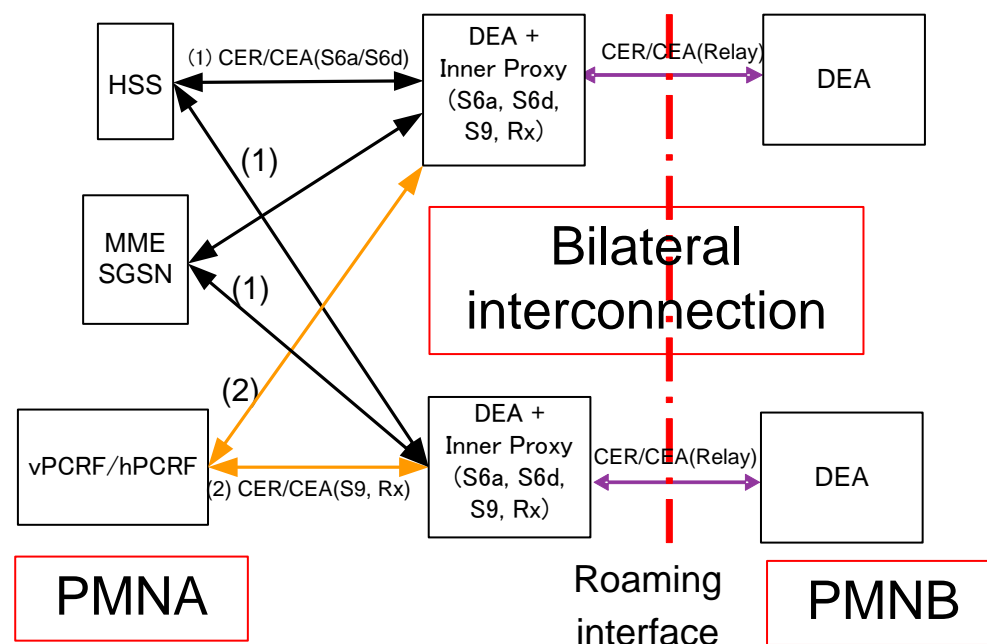 (1) CER/CEA(S6a/S6d)
HSS
DEA +
Inner Proxy
(S6a, S6d,
S9, Rx)
CER/CEA(Relay)
DEA
(1)
MME
SGSN
(1)
Bilateral
interconnection
(2)
vPCRF/hPCRF
(2) CER/CEA(S9, Rx)
DEA +
Inner Proxy
(S6a, S6d,
S9, Rx)
CER/CEA(Relay)
DEA
PMNA
Roaming
interface
PMNB